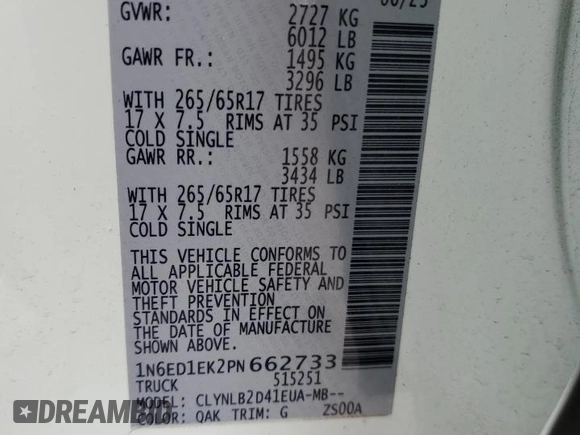 GVWR: 2727 KG
6012 LB
GAWR FR.: 1495 KG
3296 LB
WITH 265/65R17 TIRES
17 X 7.5 RIMS AT 35 PSI
COLD SINGLE
GAWR RR.: 1558 KG
3434 LB
WITH 265/65R17 TIRES
17 X 7.5 RIMS AT 35 PSI
COLD SINGLE
THIS VEHICLE CONFORMS TO
ALL APPLICABLE FEDERAL
MOTOR VEHICLE SAFETY AND
THEFT PREVENTION
STANDARDS IN EFFECT ON
THE DATE OF MANUFACTURE
SHOWN ABOVE.
1N6ED1EK2PN662733
TRUCK 515251
MODEL: CLYNLB2D41EUA-MB--
COLOR: QAK TRIM: G ZS00A
DREAMBID